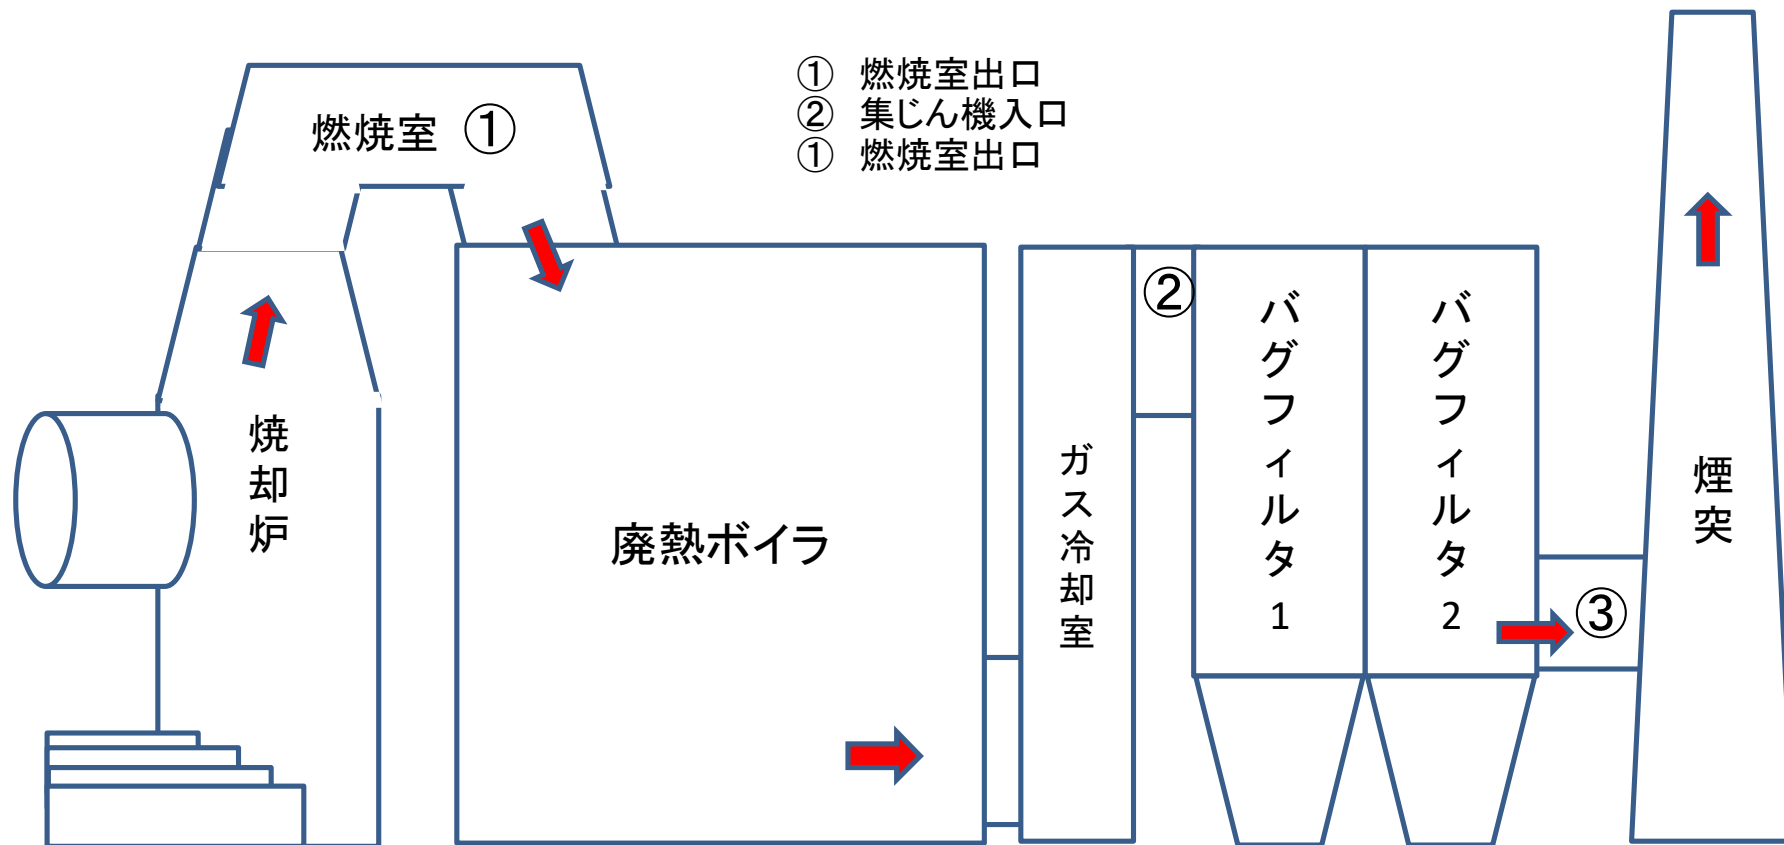 ① 燃焼室出口
② 集じん機入口
① 燃焼室出口
燃焼室 ①
焼却炉
廃熱ボイラ
ガス冷却室
②
バグフィルタ1
バグフィルタ2
③
煙突